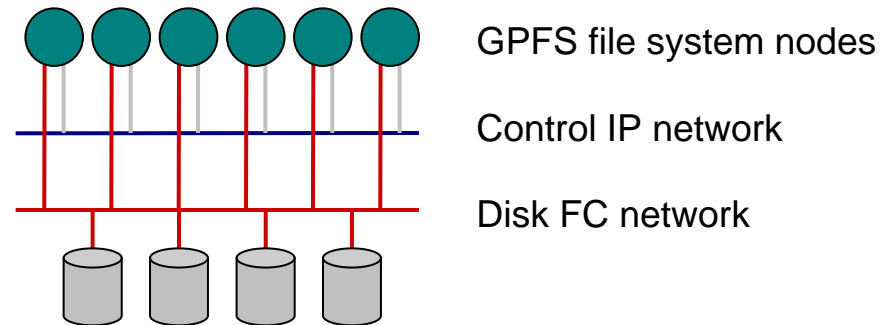 GPFS file system nodes
Control IP network
Disk FC network